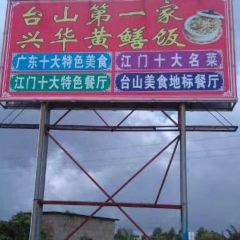 台山第一家
兴华黄鳝饭
广东十大特色美食 江门十大名菜
江门十大特色餐厅 台山美食地标餐厅